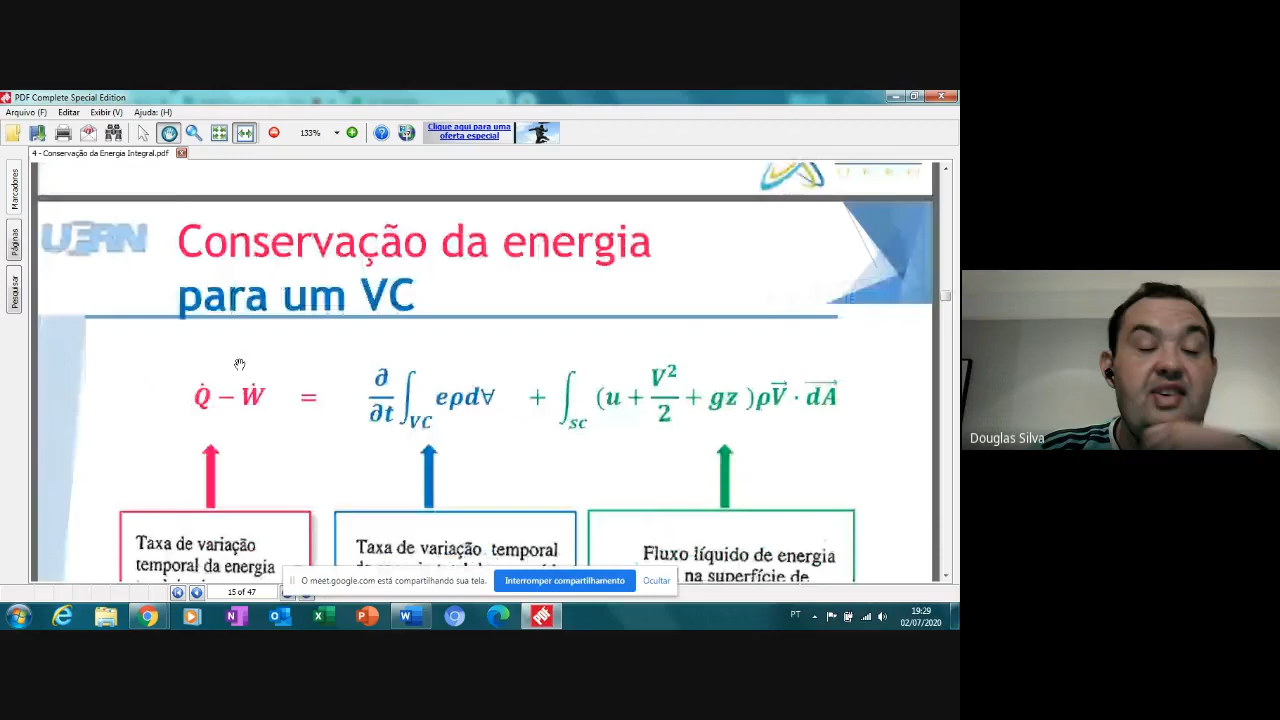 PDF Complete Special Edition
Arquivo (F) Editar Exibir (V) Ajuda: (H)
133%
Clique aqui para uma
oferta especial
4 - Conservação da Energia Integral.pdf
Marcadores
Páginas
Pesquisar
UERN
Conservação da energia
para um VC
Q̇ − Ẇ = ∂/∂t ∫VC eρd∀ + ∫SC (u + V²/2 + gz )ρV⃗ · dA⃗
Taxa de variação
temporal da energia
Taxa de variação temporal
Fluxo líquido de energia
na superfície de
O meet.google.com está compartilhando sua tela.
Interromper compartilhamento
Ocultar
15 of 47
PT
19:29
02/07/2020
Douglas Silva